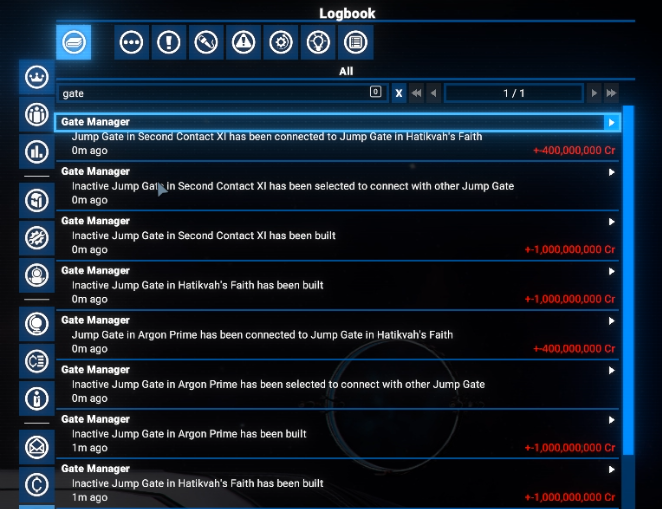 Logbook
All
gate
0 X 1 / 1
Gate Manager
Jump Gate in Second Contact XI has been connected to Jump Gate in Hatikvah's Faith
0m ago +-400,000,000 Cr
Gate Manager
Inactive Jump Gate in Second Contact XI has been selected to connect with other Jump Gate
0m ago
Gate Manager
Inactive Jump Gate in Second Contact XI has been built
0m ago +-1,000,000,000 Cr
Gate Manager
Inactive Jump Gate in Hatikvah's Faith has been built
0m ago +-1,000,000,000 Cr
Gate Manager
Jump Gate in Argon Prime has been connected to Jump Gate in Hatikvah's Faith
0m ago +-400,000,000 Cr
Gate Manager
Inactive Jump Gate in Argon Prime has been selected to connect with other Jump Gate
0m ago
Gate Manager
Inactive Jump Gate in Argon Prime has been built
1m ago +-1,000,000,000 Cr
Gate Manager
Inactive Jump Gate in Hatikvah's Faith has been built
1m ago +-1,000,000,000 Cr